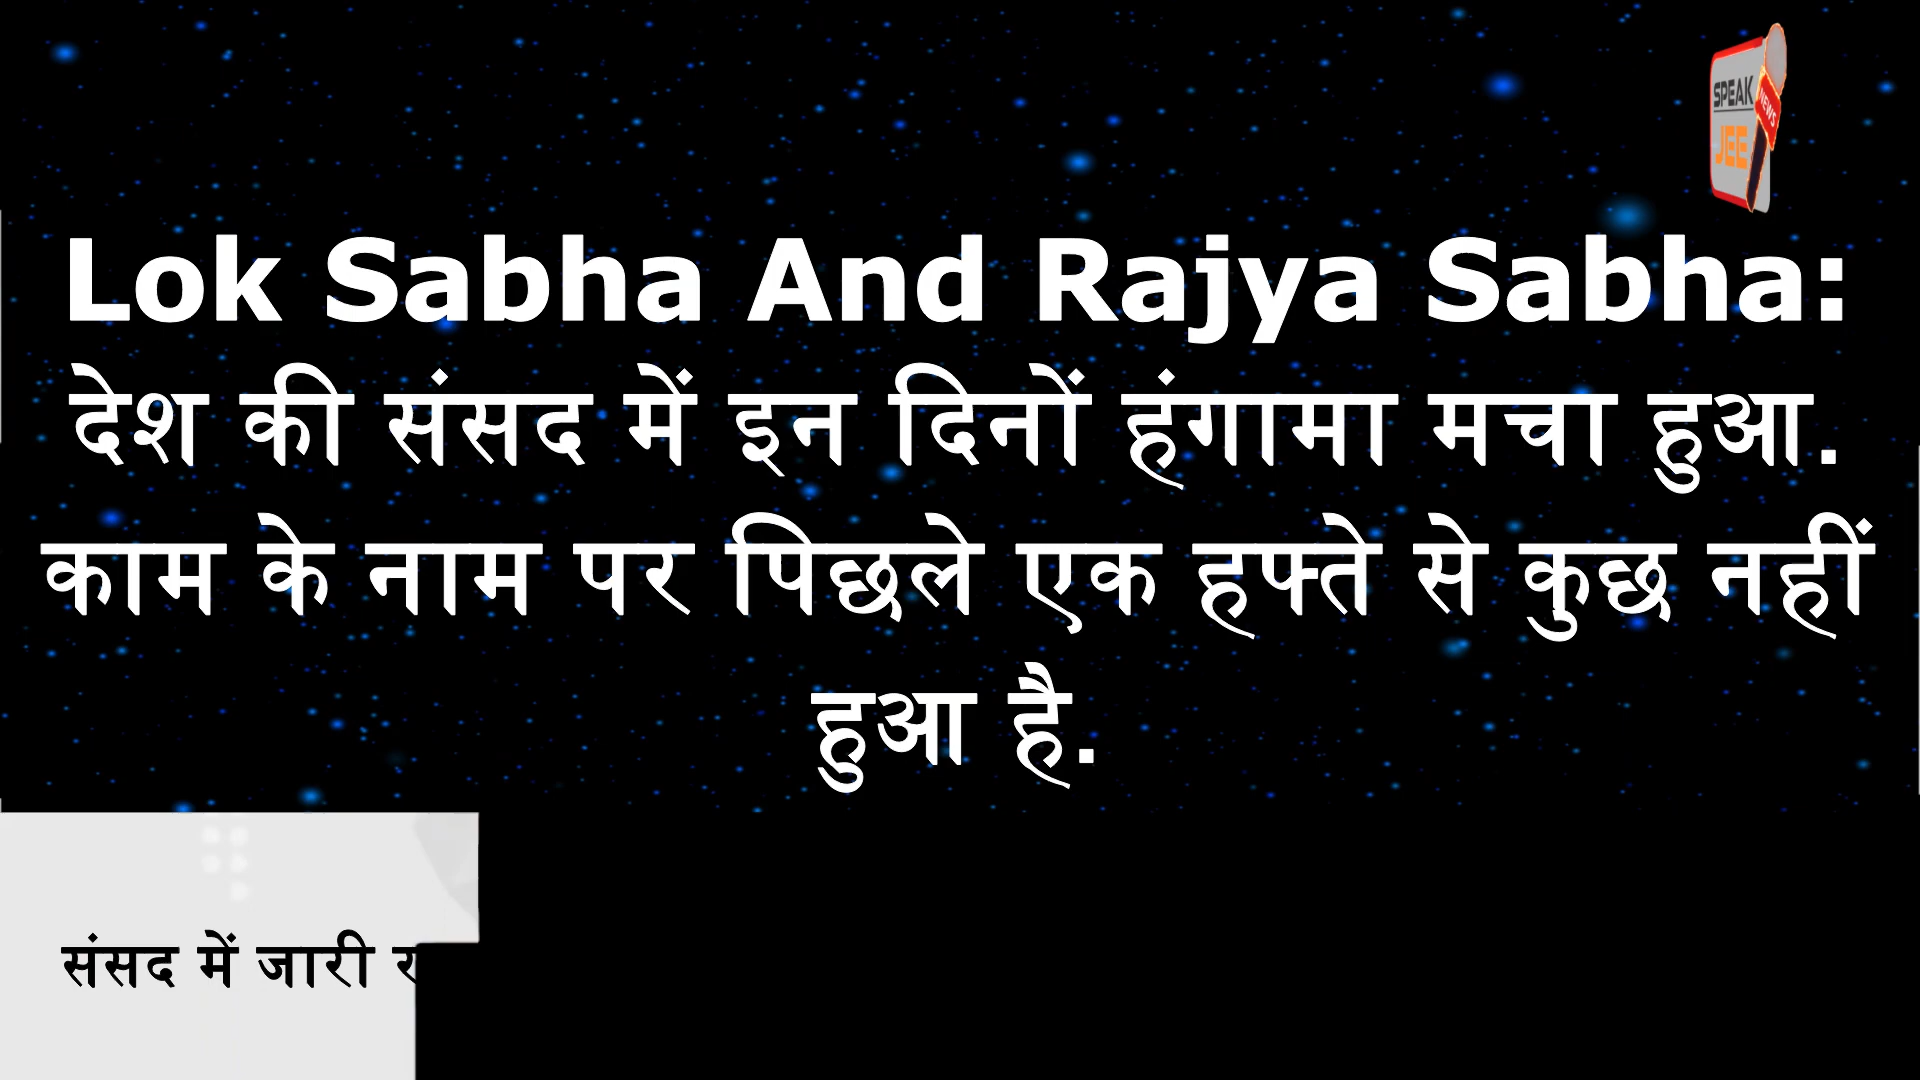 SPEAK
NEWS
JEE
Lok Sabha And Rajya Sabha:
देश की संसद में इन दिनों हंगामा मचा हुआ.
काम के नाम पर पिछले एक हफ्ते से कुछ नहीं
हुआ है.
संसद में जारी